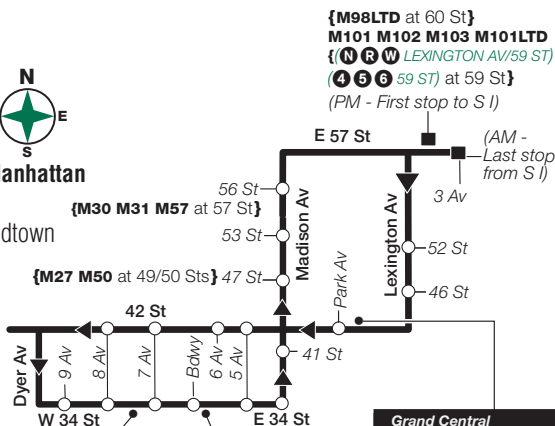 {M98LTD at 60 St}
M101 M102 M103 M101LTD
{(N R W LEXINGTON AV/59 ST)
(4 5 6 59 ST) at 59 St}
(PM - First stop to S I)
N
E
S
anhattan
dtown
E 57 St
(AM -
Last stop
from S I)
3 Av
56 St
{M30 M31 M57 at 57 St}
53 St
Madison Av
Lexington Av
52 St
{M27 M50 at 49/50 Sts} 47 St
46 St
Park Av
42 St
41 St
Dyer Av
9 Av
8 Av
7 Av
Bdwy
6 Av
5 Av
W 34 St
E 34 St
Grand Central